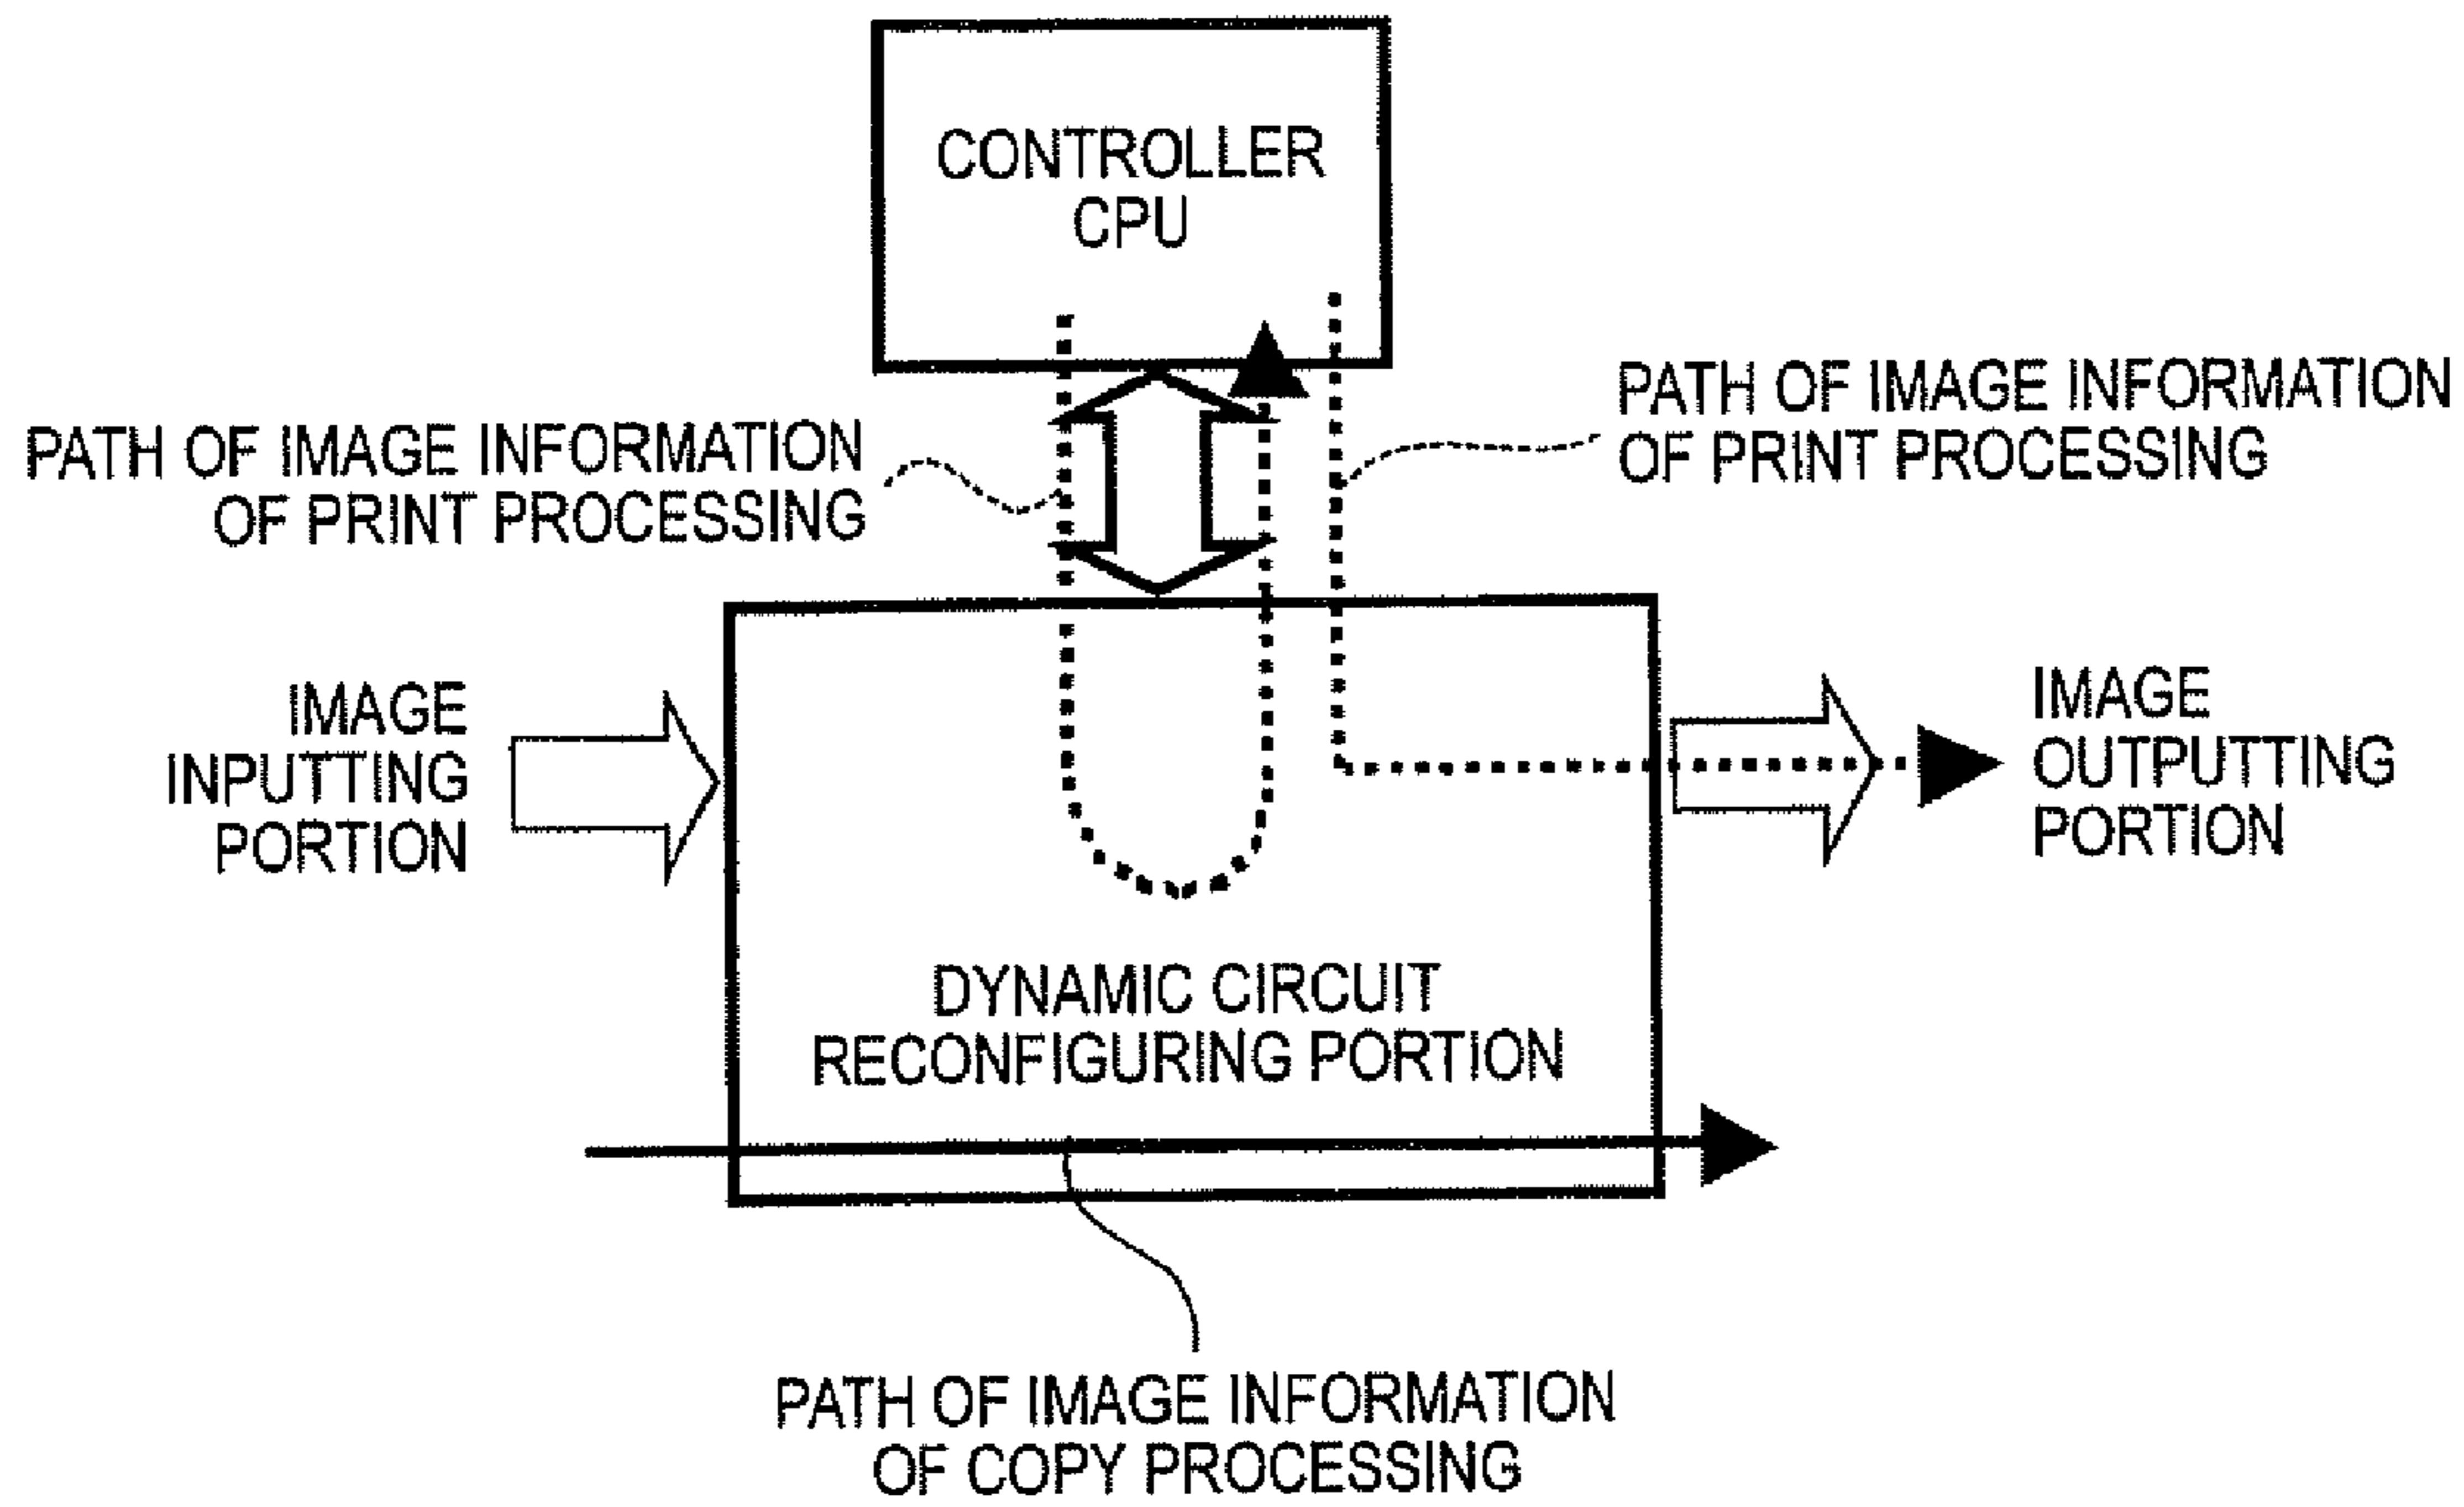 CONTROLLER
CPU
PATH OF IMAGE INFORMATION
OF PRINT PROCESSING
PATH OF IMAGE INFORMATION
OF PRINT PROCESSING
IMAGE
INPUTTING
PORTION
IMAGE
OUTPUTTING
PORTION
DYNAMIC CIRCUIT
RECONFIGURING PORTION
PATH OF IMAGE INFORMATION
OF COPY PROCESSING